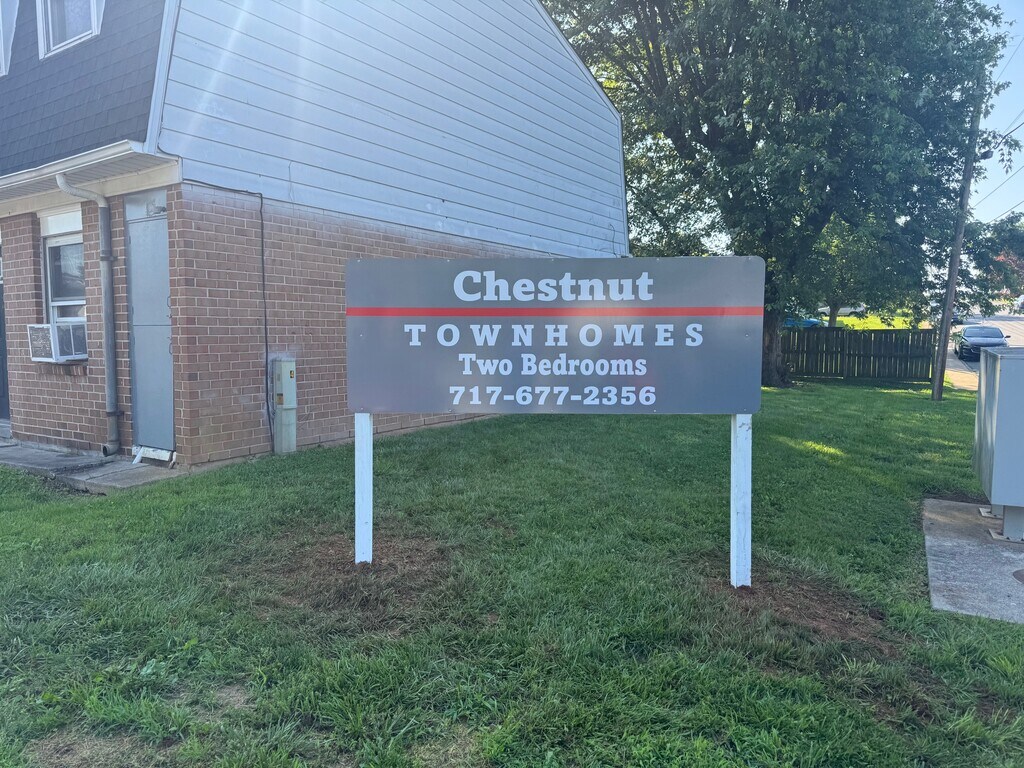 Chestnut
TOWNHOMES
Two Bedrooms
717-677-2356